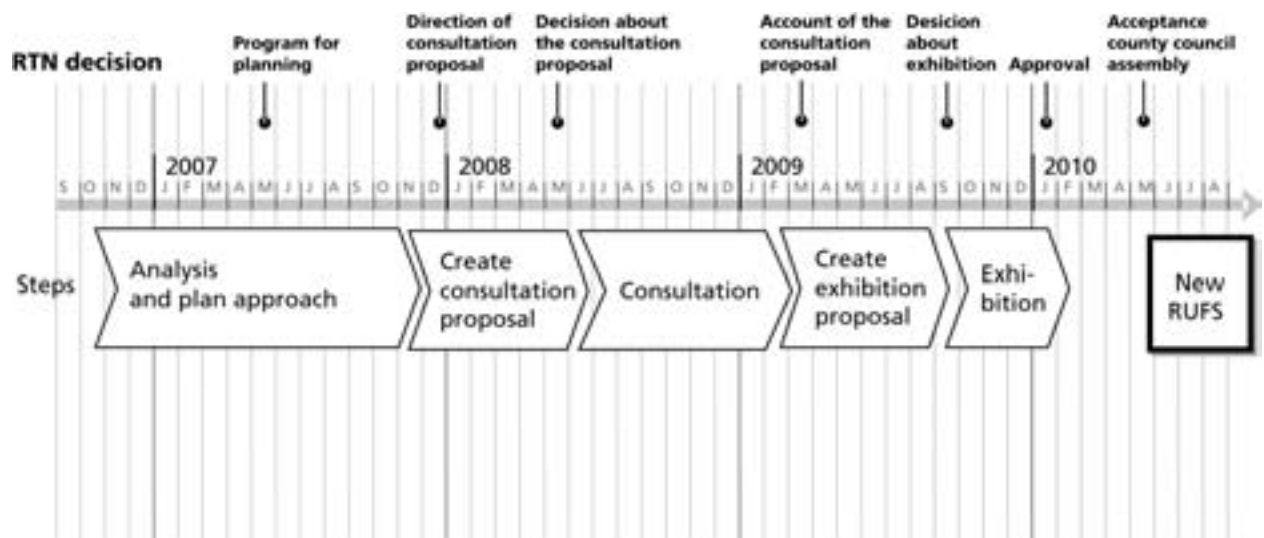 RTN decision
Program for
planning
Direction of
consultation
proposal
Decision about
the consultation
proposal
Account of the
consultation
proposal
Desicion
about
exhibition
Approval
Acceptance
county council
assembly
2007
2008
2009
2010
S O N D J F M A M J J A S O N D J F M A M J J A S O N D J F M A M J J A S O N D J F M A M J J A
Steps
Analysis
and plan approach
Create
consultation
proposal
Consultation
Create
exhibition
proposal
Exhi-
bition
New
RUFS